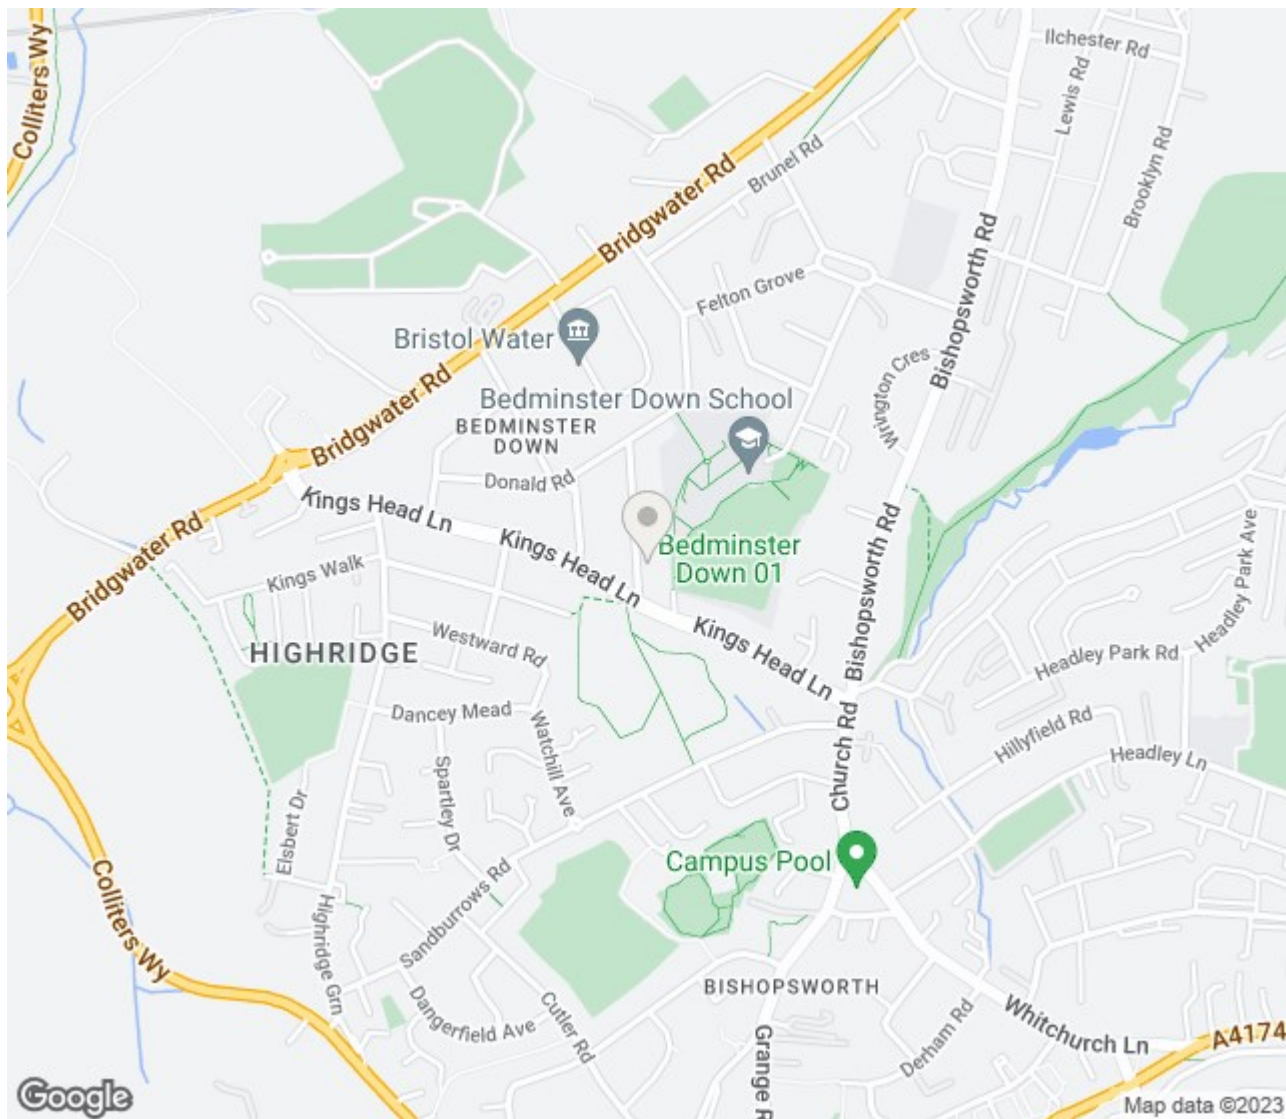 Ilchester Rd
Colliters Wy
Lewis Rd
Brooklyn Rd
Brunel Rd
Bridgwater Rd
Bishopsworth Rd
Felton Grove
Bristol Water
Wrington Cres
Bridgwater Rd
Bedminster Down School
BEDMINSTER
DOWN
Donald Rd
Kings Head Ln
Bridgwater Rd
Kings Head Ln
Bishopsworth Rd
Bedminster
Down 01
Headley Park Ave
Kings Walk
Westward Rd
HIGHRIDGE
Kings Head Ln
Headley Park Rd
Dancey Mead
Watchill Ave
Church Rd
Hillyfield Rd
Headley Ln
Spartley Dr
Elsbert Dr
Campus Pool
Colliters Wy
Highridge Grn
Sandburrows Rd
BISHOPSWORTH
Dangerfield Ave
Cutler Rd
Grange R
Derham Rd
Whitchurch Ln
A4174
Google
Map data ©2023